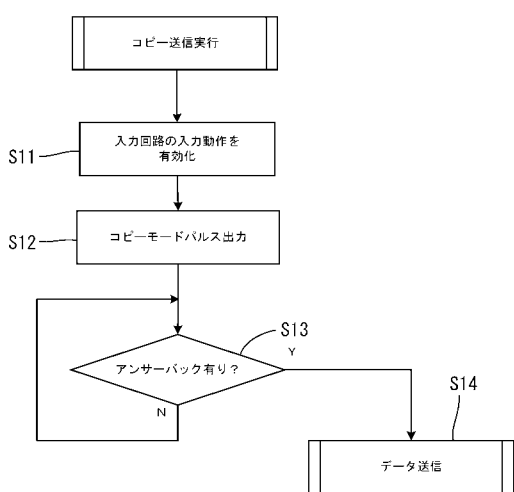 コピー送信実行
S11
入力回路の入力動作を
有効化
S12
コピーモードパルス出力
S13
アンサーバック有り？
Y
N
S14
データ送信